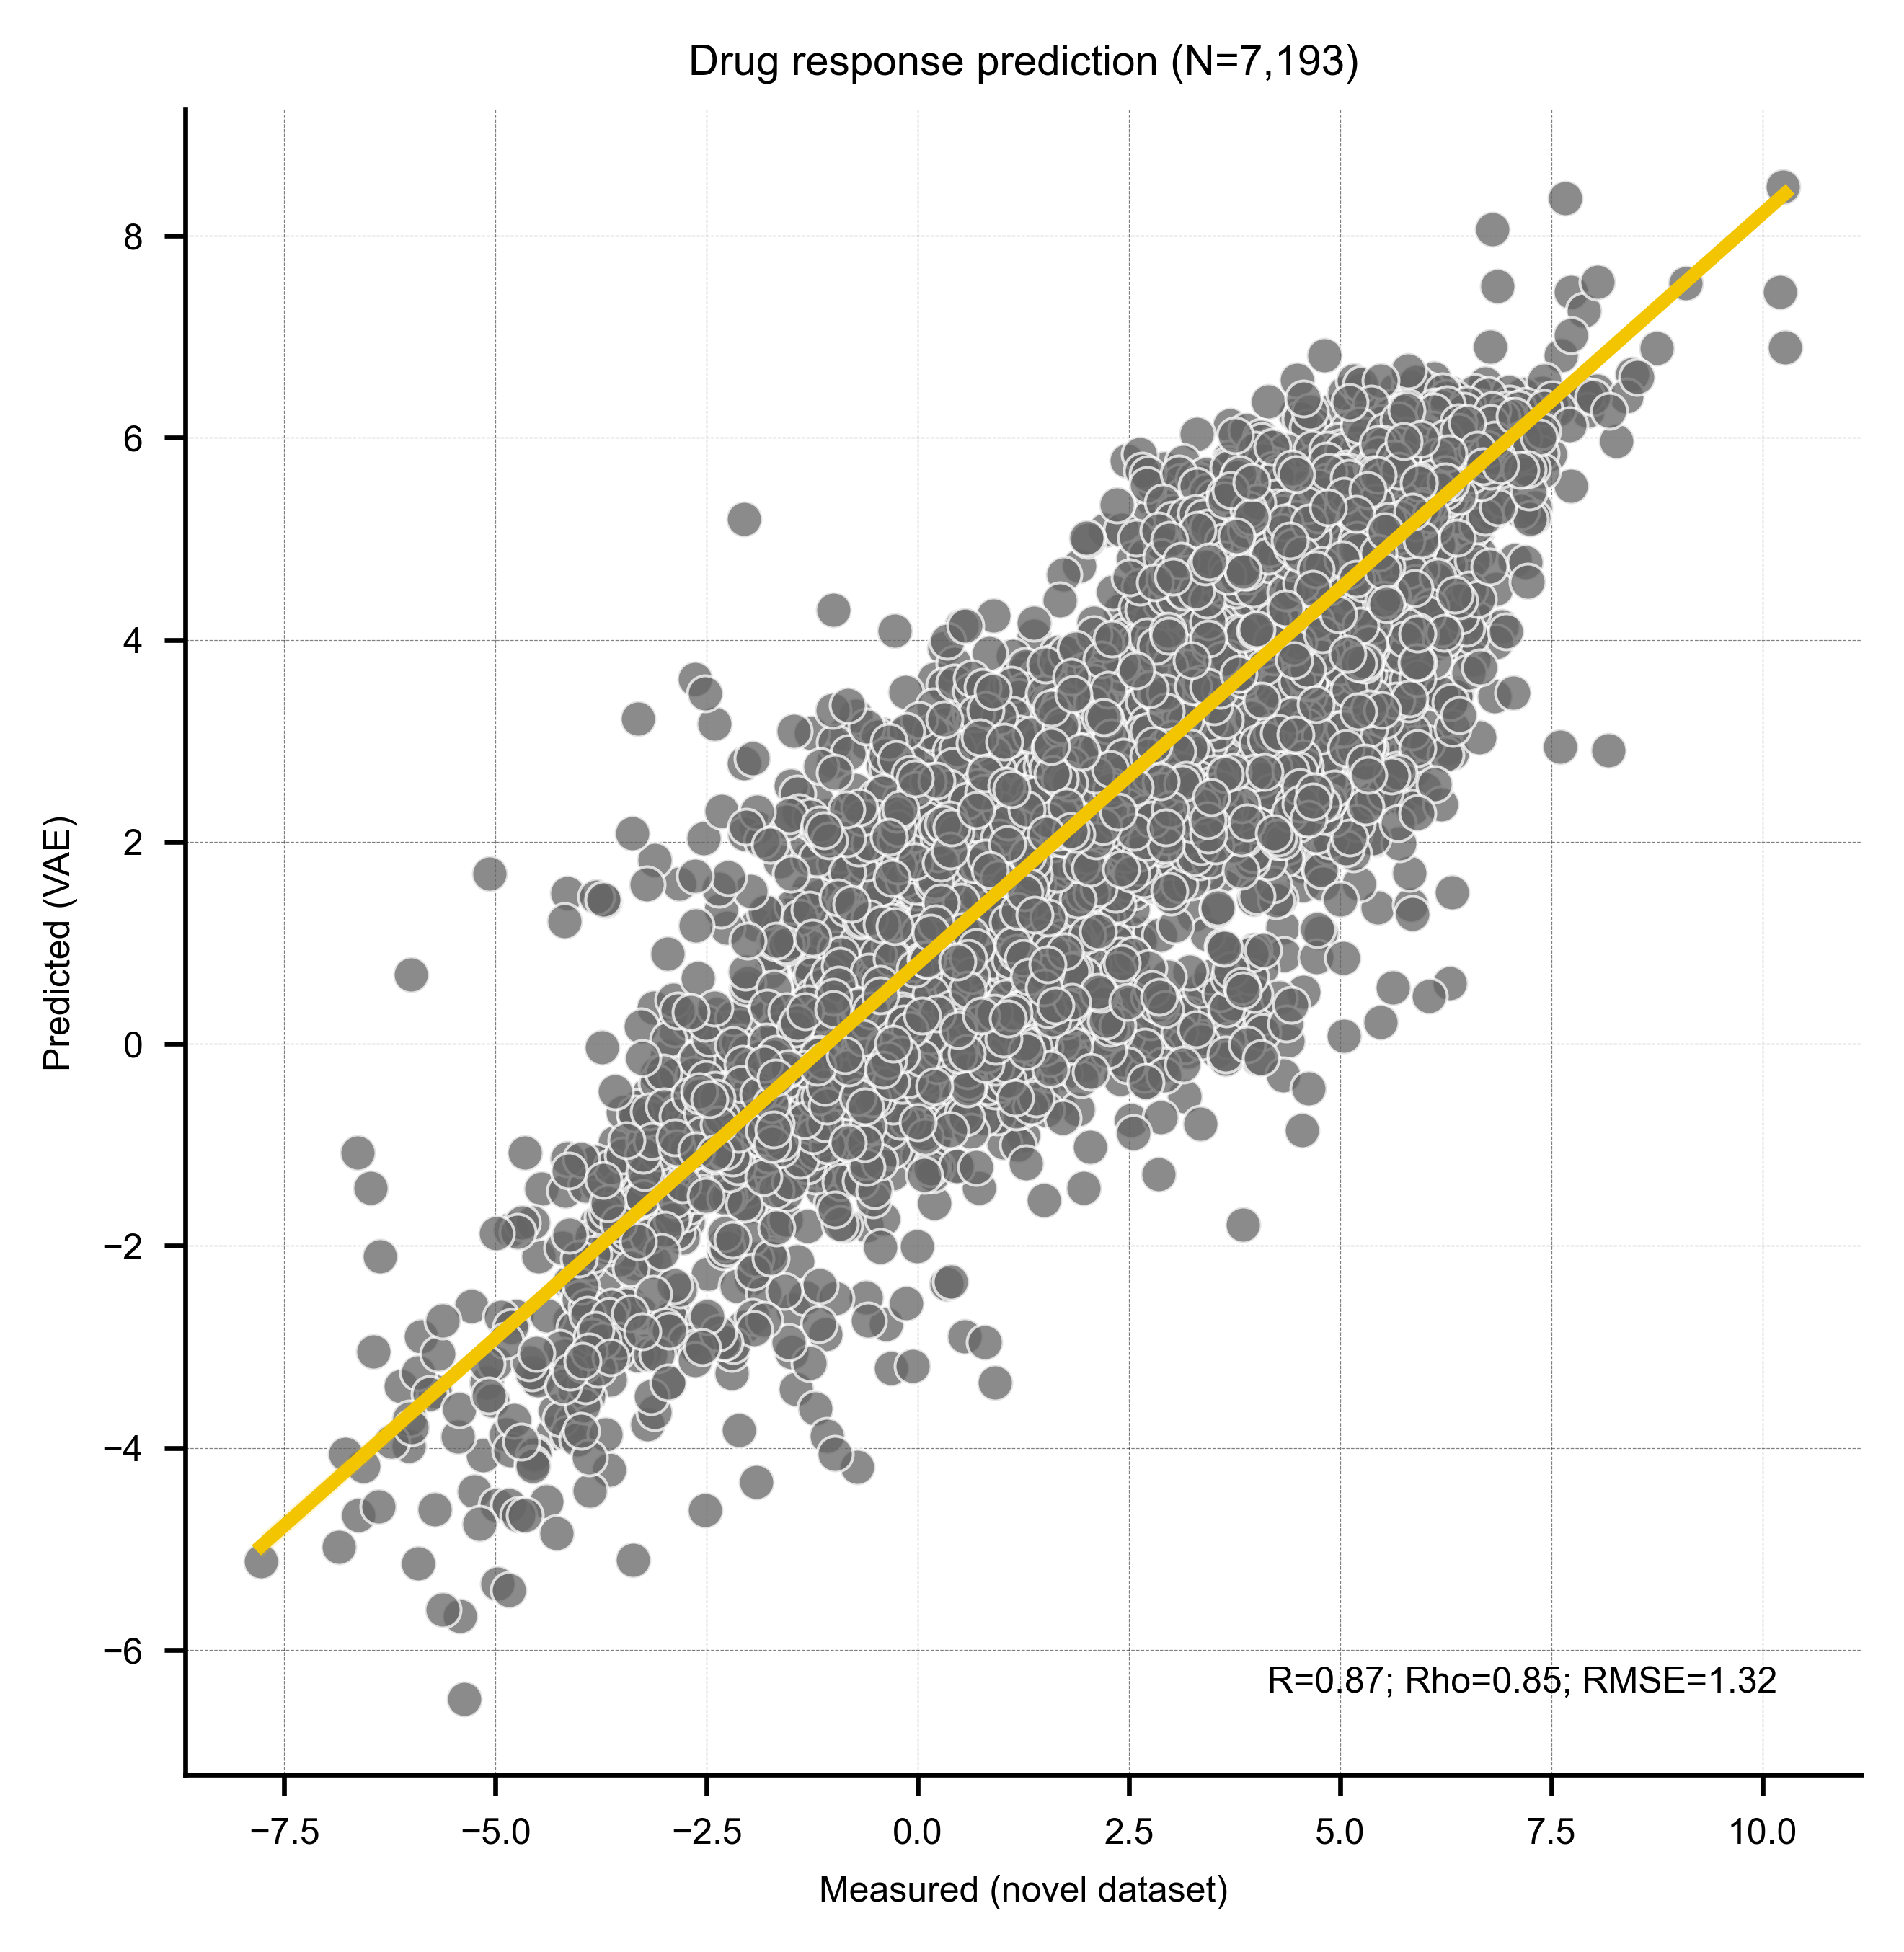 Drug response prediction (N=7,193)
8
6
4
2
0
−2
−4
−6
Predicted (VAE)
R=0.87; Rho=0.85; RMSE=1.32
−7.5 −5.0 −2.5 0.0 2.5 5.0 7.5 10.0
Measured (novel dataset)